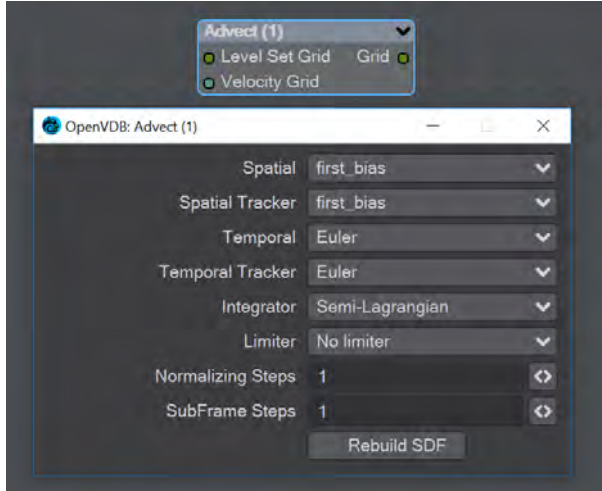 Advect (1)
Level Set Grid Grid
Velocity Grid
OpenVDB: Advect (1)
Spatial first_bias
Spatial Tracker first_bias
Temporal Euler
Temporal Tracker Euler
Integrator Semi-Lagrangian
Limiter No limiter
Normalizing Steps 1
SubFrame Steps 1
Rebuild SDF